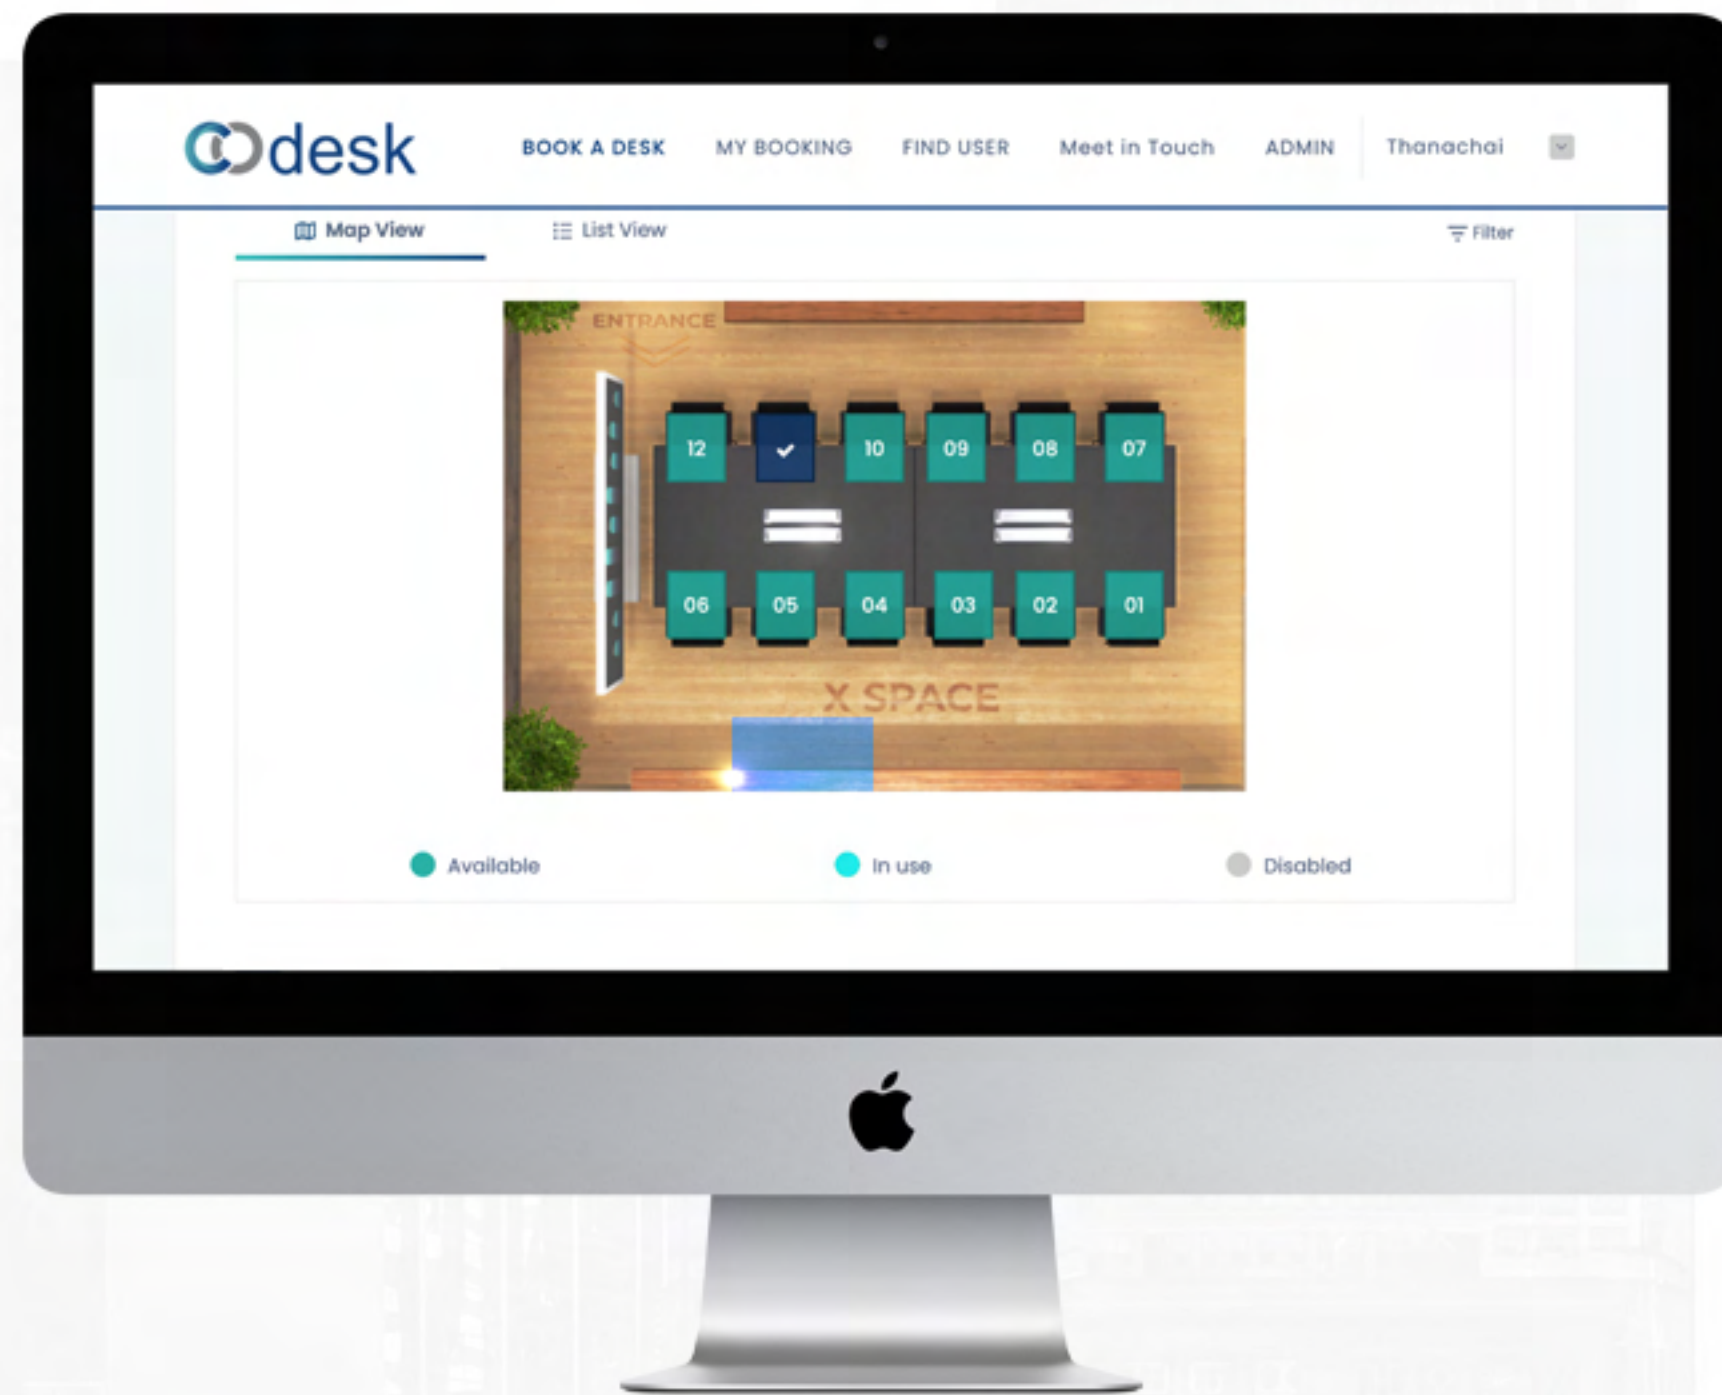 desk BOOK A DESK MY BOOKING FIND USER Meet in Touch ADMIN Thanachai
Map View List View Filter
ENTRANCE
12 10 09 08 07
06 05 04 03 02 01
X SPACE
Available In use Disabled